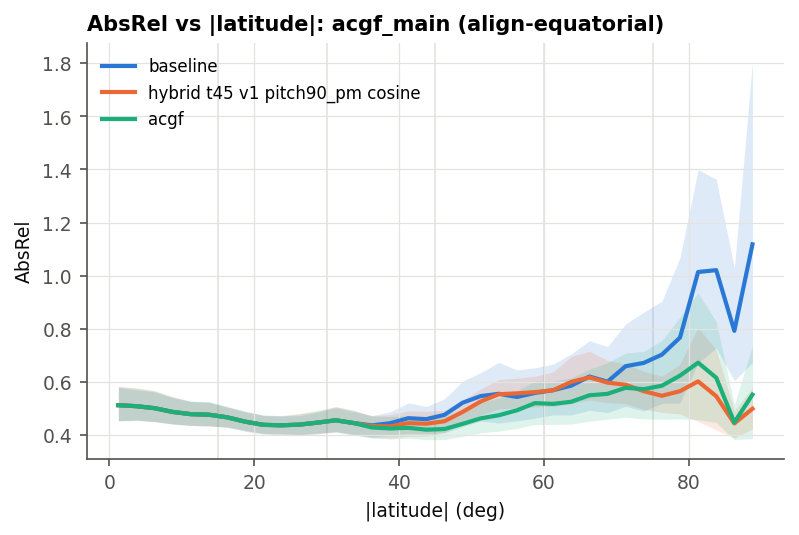 AbsRel vs |latitude|: acgf_main (align-equatorial)
baseline
hybrid t45 v1 pitch90_pm cosine
acgf
AbsRel
1.8
1.6
1.4
1.2
1.0
0.8
0.6
0.4
0 20 40 60 80
|latitude| (deg)